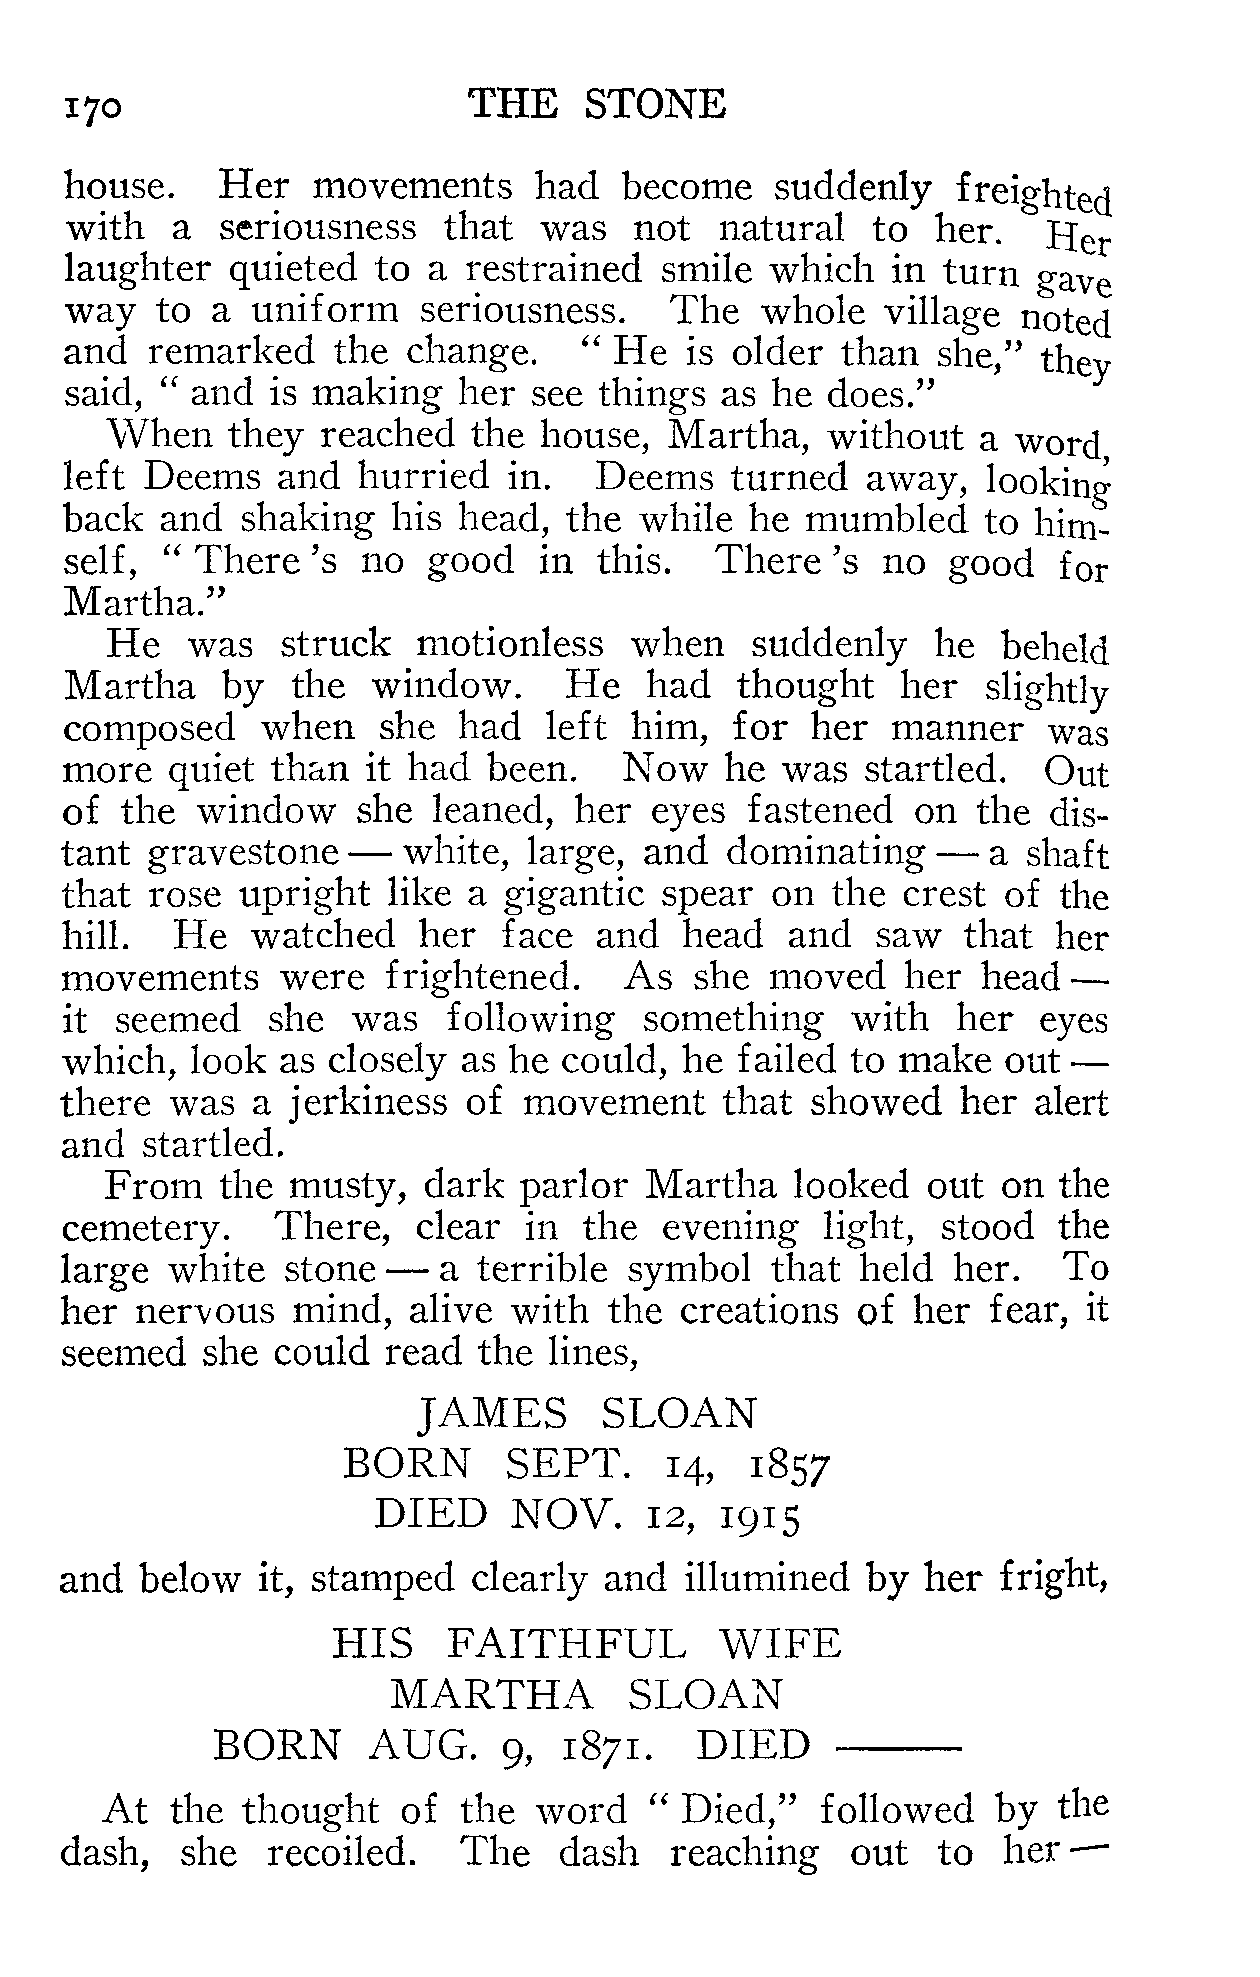 170 THE STONE
house. Her movements had become suddenly freighted
with a seriousness that was not natural to her. Her
laughter quieted to a restrained smile which in turn gave
way to a uniform seriousness. The whole village noted
and remarked the change. " He is older than she," they
said, " and is making her see things as he does."
When they reached the house, Martha, without a word,
left Deems and hurried in. Deems turned away, looking
back and shaking his head, the while he mumbled to him-
self, " There 's no good in this. There 's no good for
Martha."
He was struck motionless when suddenly he beheld
Martha by the window. He had thought her slightly
composed when she had left him, for her manner was
more quiet than it had been. Now he was startled. Out
of the window she leaned, her eyes fastened on the dis-
tant gravestone — white, large, and dominating — a shaft
that rose upright like a gigantic spear on the crest of the
hill. He watched her face and head and saw that her
movements were frightened. As she moved her head —
it seemed she was following something with her eyes
which, look as closely as he could, he failed to make out —
there was a jerkiness of movement that showed her alert
and startled.
From the musty, dark parlor Martha looked out on the
cemetery. There, clear in the evening light, stood the
large white stone — a terrible symbol that held her. To
her nervous mind, alive with the creations of her fear, it
seemed she could read the lines,
JAMES SLOAN
BORN SEPT. 14, 1857
DIED NOV. 12, 1915
and below it, stamped clearly and illumined by her fright,
HIS FAITHFUL WIFE
MARTHA SLOAN
BORN AUG. 9, 1871. DIED ———
At the thought of the word " Died," followed by the
dash, she recoiled. The dash reaching out to her —